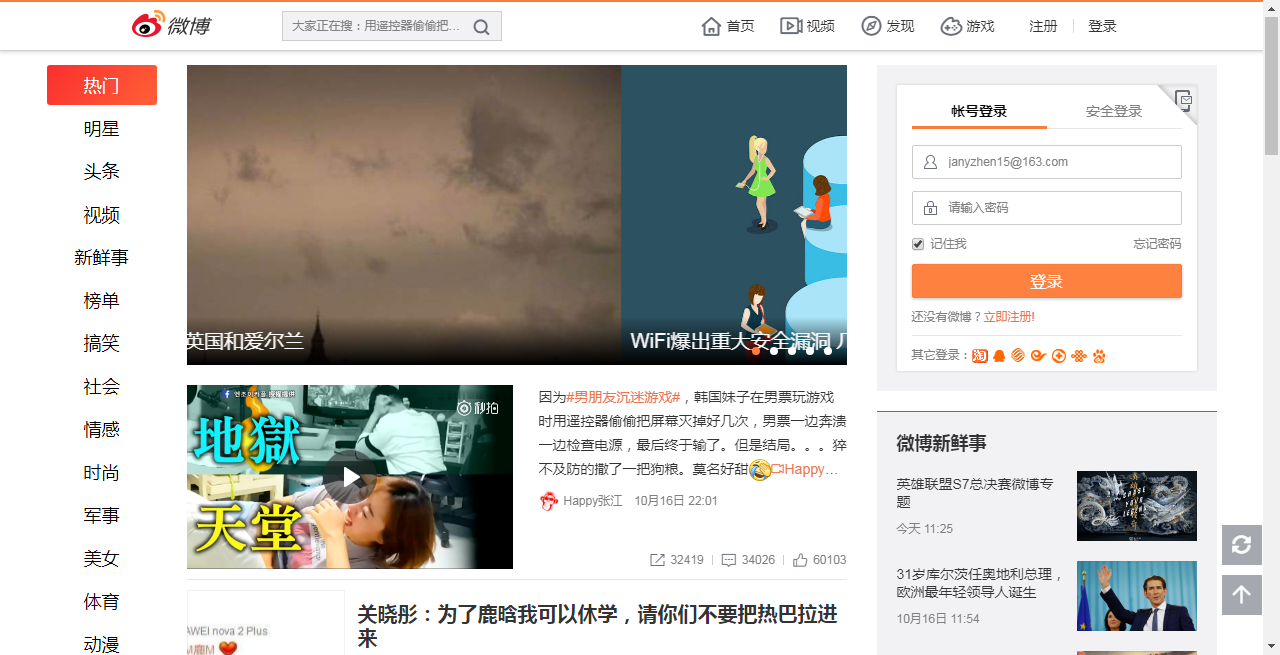 微博
大家正在搜：用遥控器偷偷把...
首页
视频
发现
游戏
注册
登录
热门
明星
头条
视频
新鲜事
榜单
搞笑
社会
情感
时尚
军事
美女
体育
动漫
英国和爱尔兰
WiFi爆出重大安全漏洞
秒拍
地獄
天堂
因为#男朋友沉迷游戏#，韩国妹子在男票玩游戏
时用遥控器偷偷把屏幕灭掉好几次，男票一边奔溃
一边检查电源，最后终于输了。但是结局。。。猝
不及防的撒了一把狗粮。莫名好甜Happy...
Happy张江 10月16日 22:01
32419
34026
60103
AWEI nova 2 Plus
关晓彤：为了鹿晗我可以休学，请你们不要把热巴拉进
来
帐号登录
安全登录
janyzhen15@163.com
请输入密码
记住我
忘记密码
登录
还没有微博？立即注册!
其它登录：
淘
微博新鲜事
英雄联盟S7总决赛微博专
题
今天 11:25
31岁库尔茨任奥地利总理，
欧洲最年轻领导人诞生
10月16日 11:54